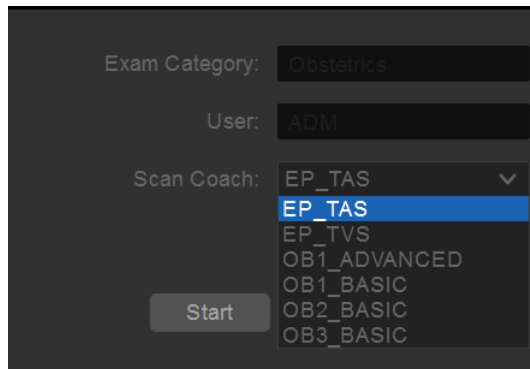 Exam Category: Obstetrics
User: ADM
Scan Coach: EP_TAS
EP_TAS
EP_TVS
OB1_ADVANCED
OB1_BASIC
OB2_BASIC
Start
OB3_BASIC